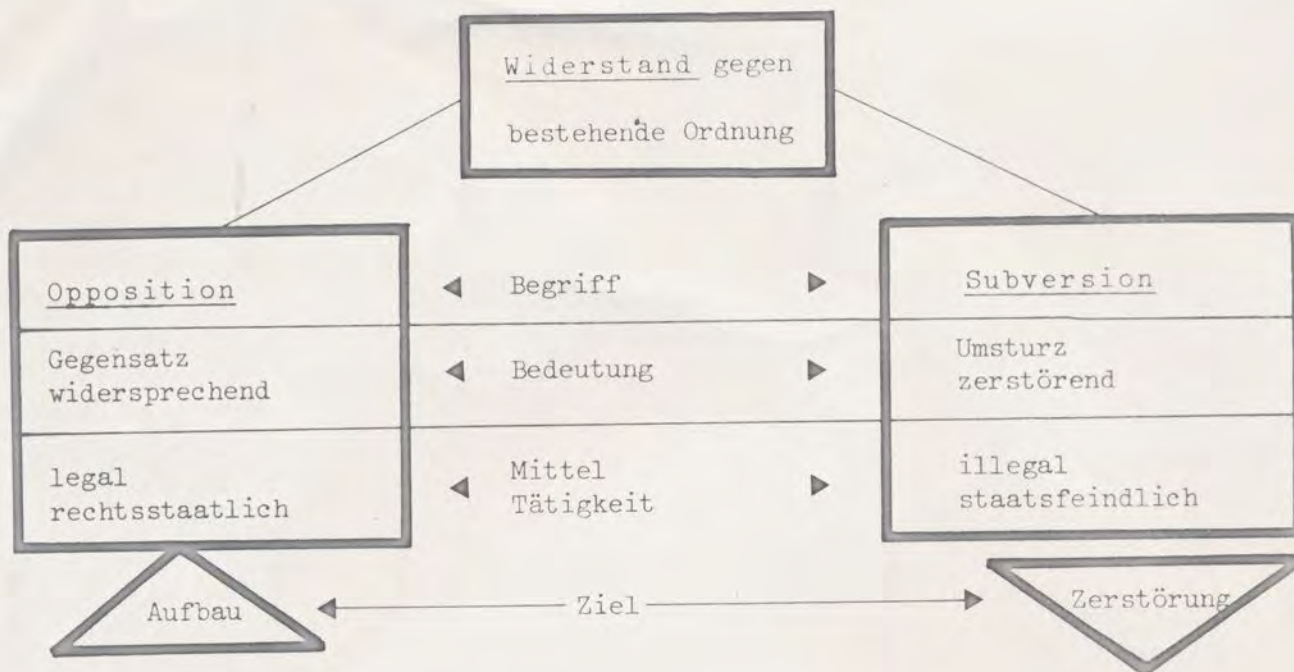 Widerstand gegen
bestehende Ordnung
Opposition
Begriff
Subversion
Gegensatz
widersprechend
Bedeutung
Umsturz
zerstörend
legal
rechtsstaatlich
Mittel
Tätigkeit
illegal
staatsfeindlich
Aufbau
Ziel
Zerstörung